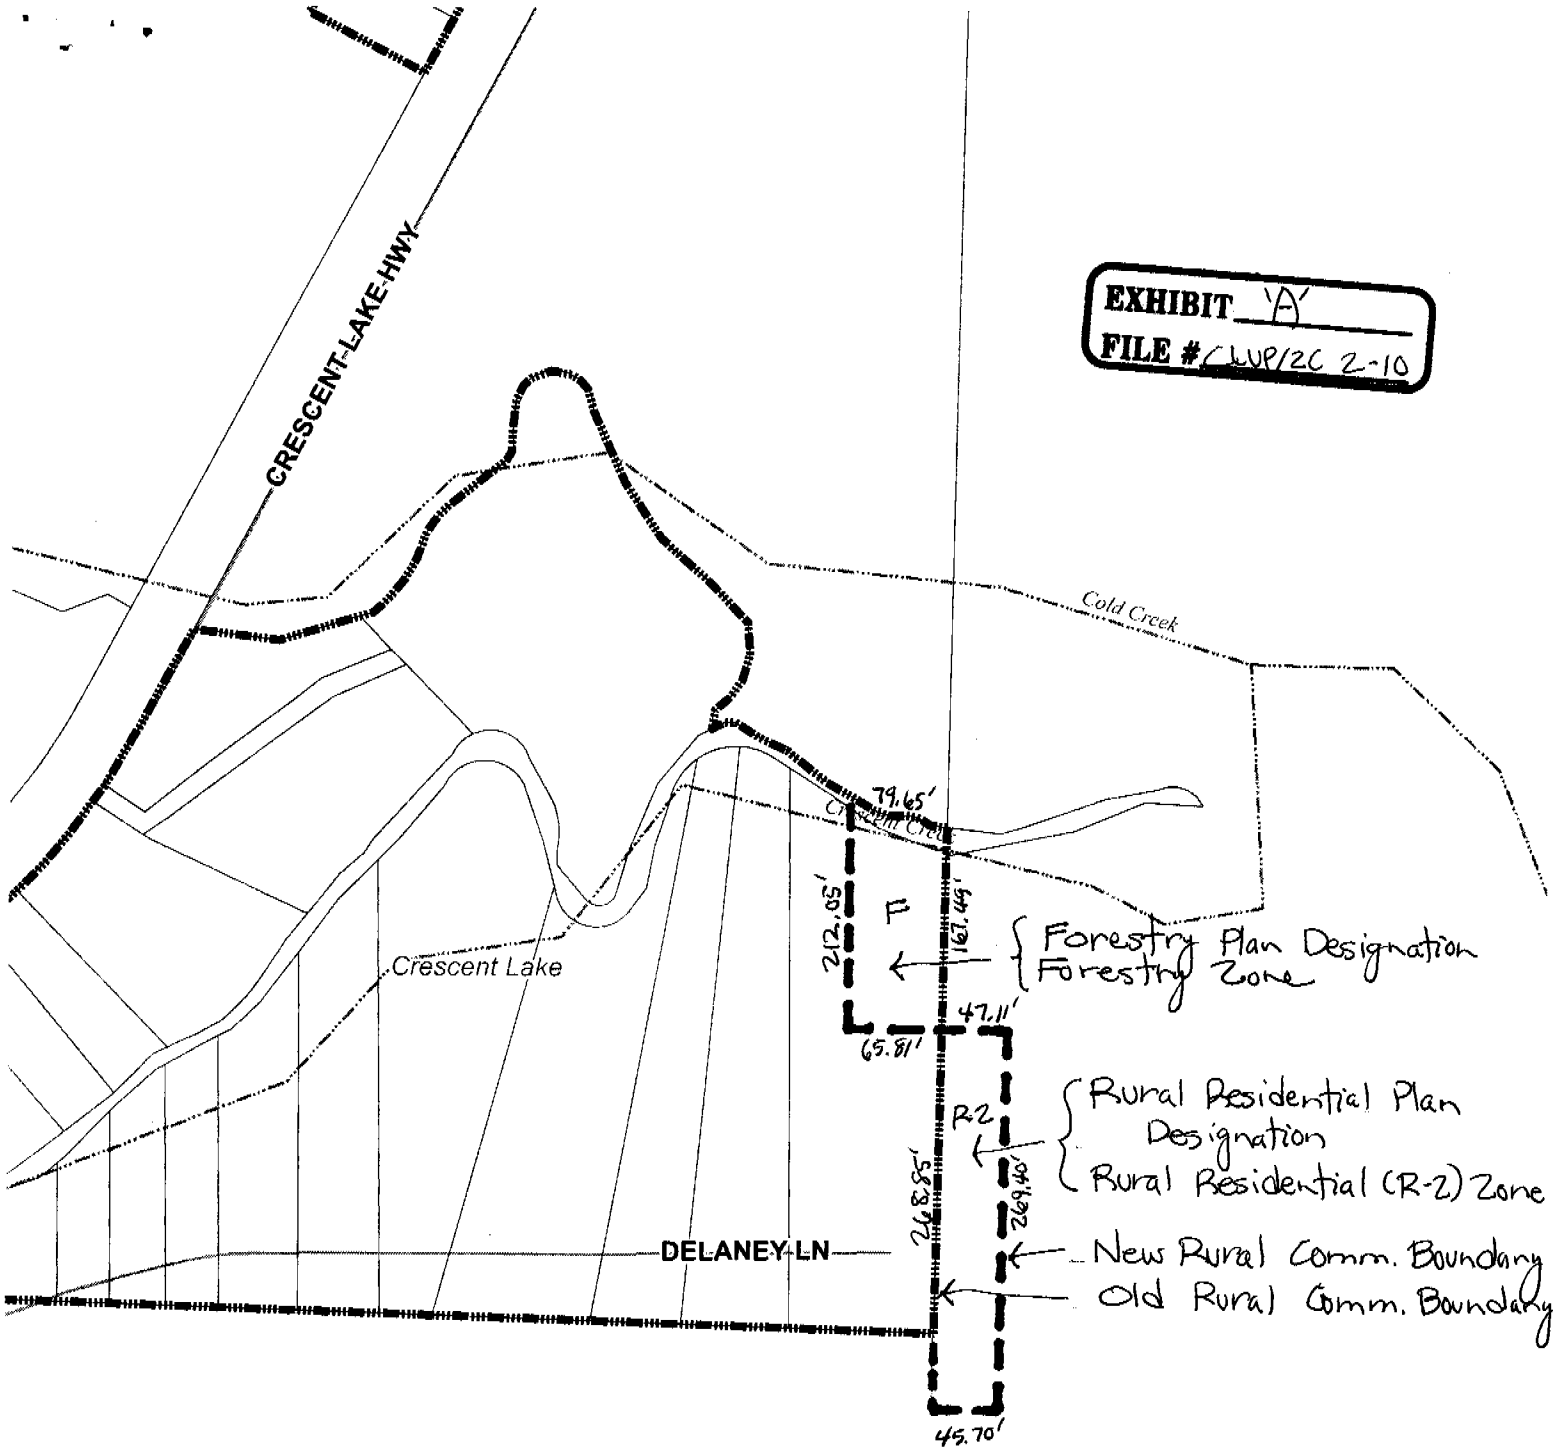 CRESCENT-LAKE-HWY
EXHIBIT 'A'
FILE # CLUP/ZC 2-10
Cold Creek
79.65'
Crescent Creek
212.05'
F
167.49'
Forestry Plan Designation
Forestry Zone
Crescent Lake
47.11'
65.81'
R-2
Rural Residential Plan
Designation
Rural Residential (R-2) Zone
268.85'
269.40'
DELANEY LN
New Rural Comm. Boundary
Old Rural Comm. Boundary
45.70'